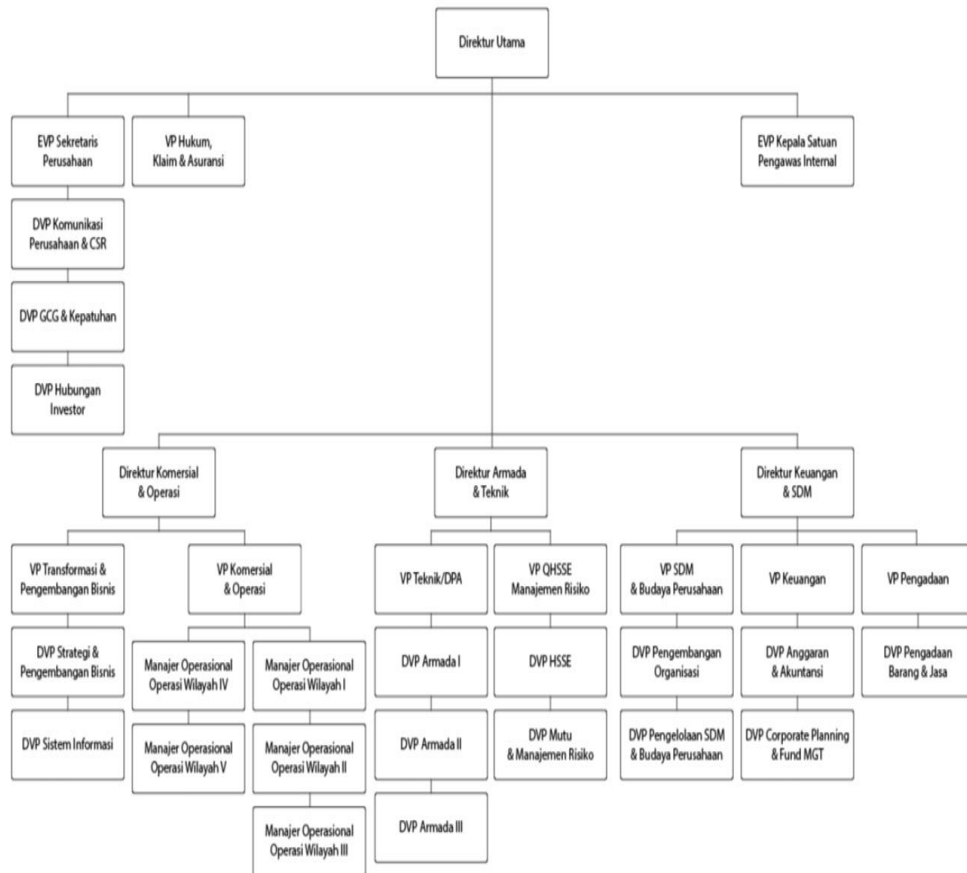 Direktur Utama
EVP Sekretaris
Perusahaan
VP Hukum,
Klaim & Asuransi
EVP Kepala Satuan
Pengawas Internal
DVP Komunikasi
Perusahaan & CSR
DVP GCG & Kepatuhan
DVP Hubungan
Investor
Direktur Komersial
& Operasi
Direktur Armada
& Teknik
Direktur Keuangan
& SDM
VP Transformasi &
Pengembangan Bisnis
VP Komersial
& Operasi
VP Teknik/DPA
VP QHSSE
Manajemen Risiko
VP SDM
& Budaya Perusahaan
VP Keuangan
VP Pengadaan
DVP Strategi &
Pengembangan Bisnis
Manajer Operasional
Operasi Wilayah IV
Manajer Operasional
Operasi Wilayah I
DVP Armada I
DVP HSSE
DVP Pengembangan
Organisasi
DVP Anggaran
& Akuntansi
DVP Pengadaan
Barang & Jasa
DVP Sistem Informasi
Manajer Operasional
Operasi Wilayah V
Manajer Operasional
Operasi Wilayah II
DVP Armada II
DVP Mutu
& Manajemen Risiko
DVP Pengelolaan SDM
& Budaya Perusahaan
DVP Corporate Planning
& Fund MGT
Manajer Operasional
Operasi Wilayah III
DVP Armada III